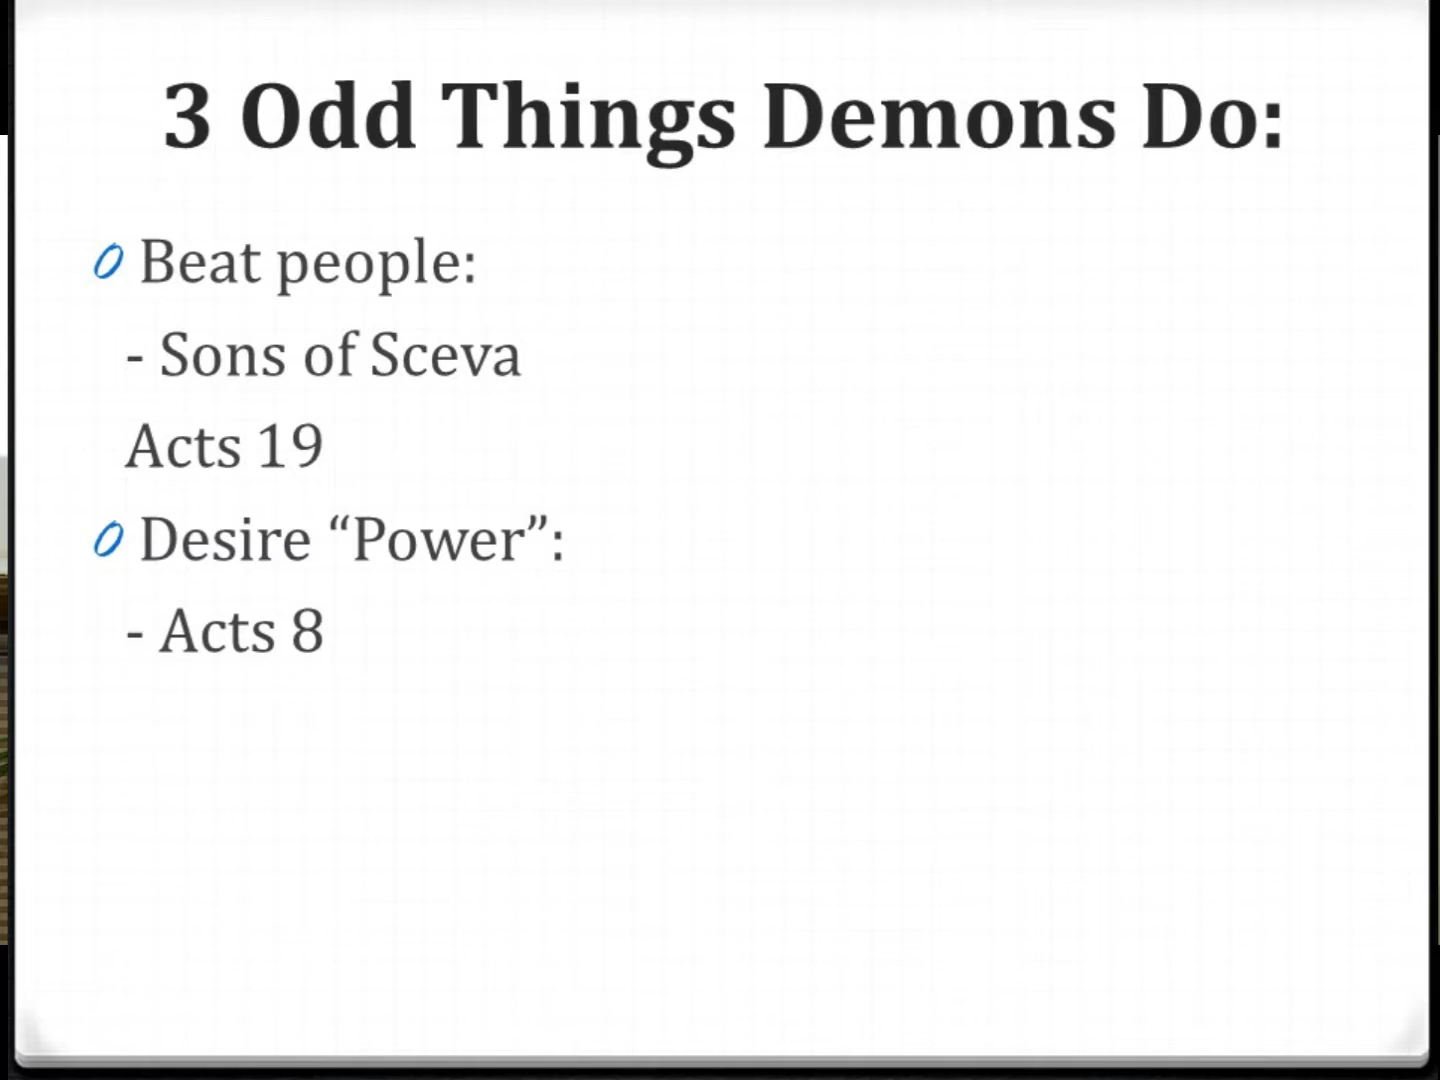 3 Odd Things Demons Do:
Beat people:
- Sons of Sceva
Acts 19
Desire “Power”:
- Acts 8